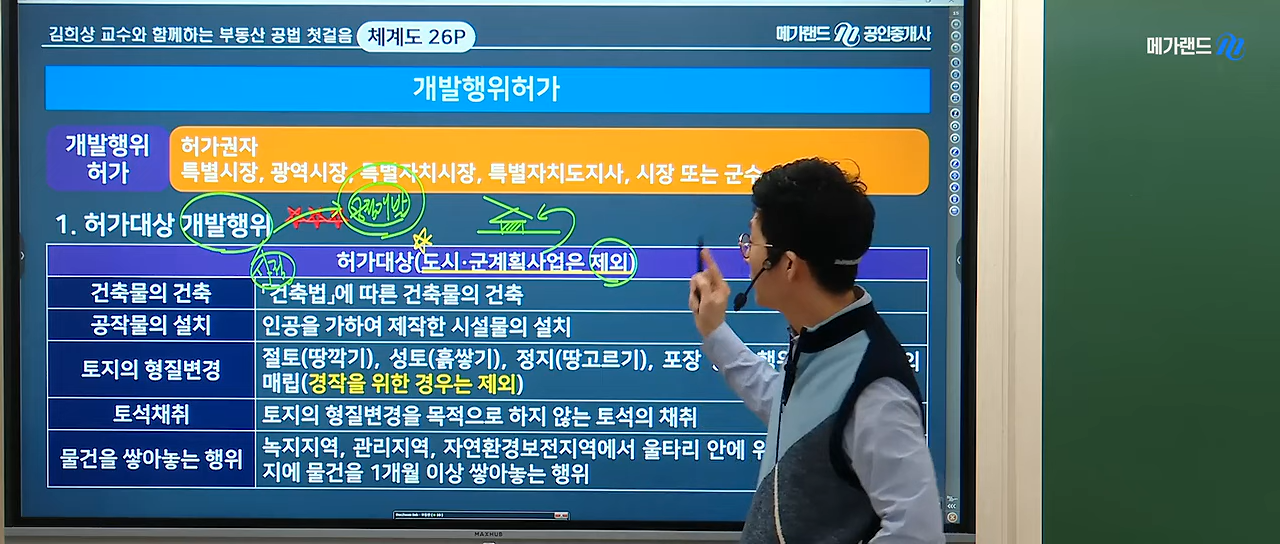 김희상 교수와 함께하는 부동산 공법 첫걸음 체계도 26P
메가랜드 공인중개사
메가랜드
개발행위허가
개발행위
허가
허가권자
특별시장, 광역시장, 특별자치시장, 특별자치도지사, 시장 또는 군수
1. 허가대상 개발행위
허가대상(도시·군계획사업은 제외)
건축물의 건축
「건축법」에 따른 건축물의 건축
공작물의 설치
인공을 가하여 제작한 시설물의 설치
토지의 형질변경
절토(땅깍기), 성토(흙쌓기), 정지(땅고르기), 포장
매립(경작을 위한 경우는 제외)
토석채취
토지의 형질변경을 목적으로 하지 않는 토석의 채취
물건을 쌓아놓는 행위
녹지지역, 관리지역, 자연환경보전지역에서 울타리 안에
지에 물건을 1개월 이상 쌓아놓는 행위
MAXHUB